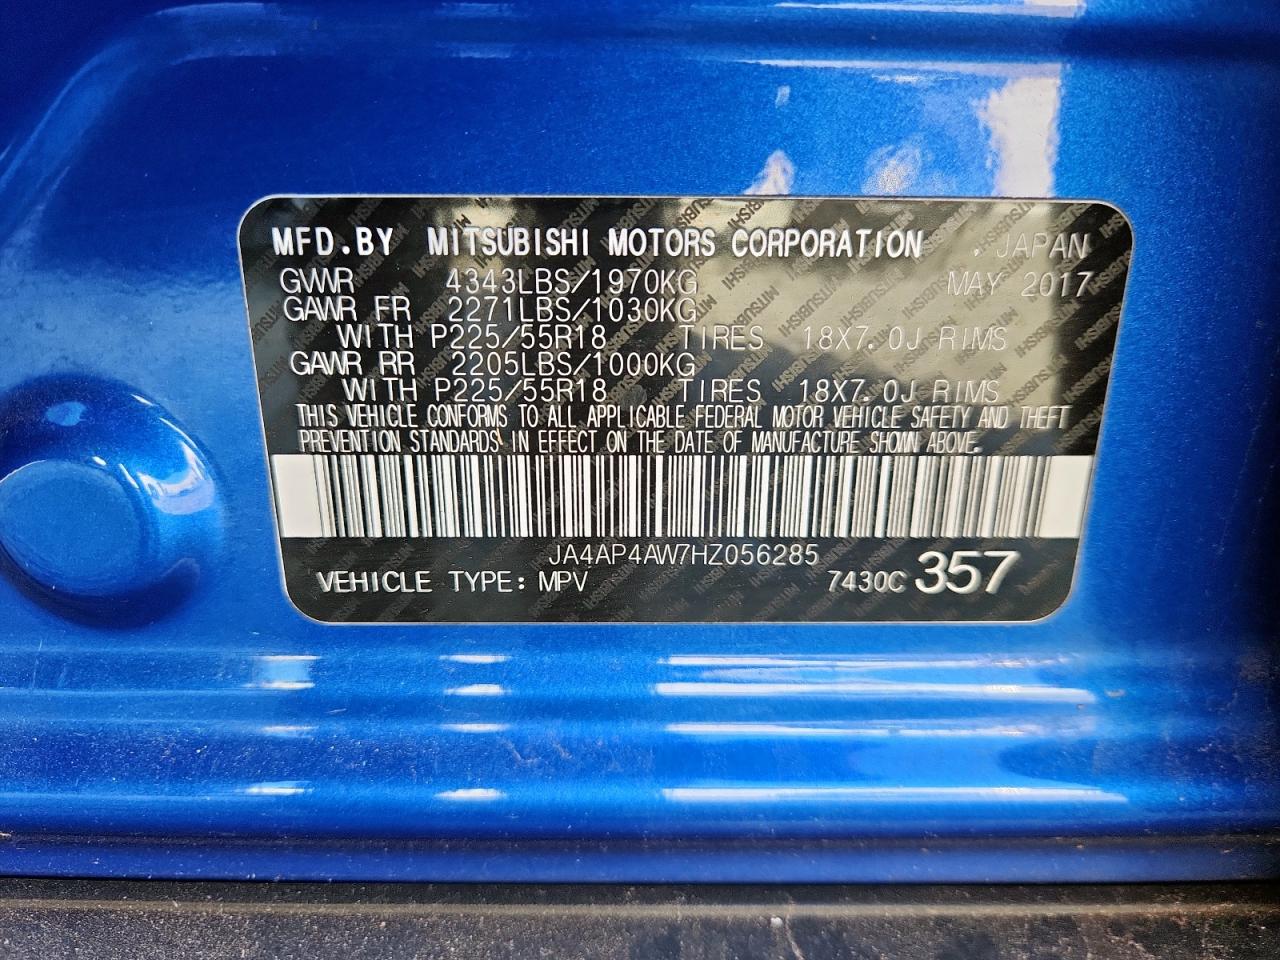 MFD.BY MITSUBISHI MOTORS CORPORATION . JAPAN
GVWR 4343LBS/1970KG MAY 2017
GAWR FR 2271LBS/1030KG
WITH P225/55R18 TIRES 18X7.0J RIMS
GAWR RR 2205LBS/1000KG
WITH P225/55R18 TIRES 18X7.0J RIMS
THIS VEHICLE CONFORMS TO ALL APPLICABLE FEDERAL MOTOR VEHICLE SAFETY AND THEFT
PREVENTION STANDARDS IN EFFECT ON THE DATE OF MANUFACTURE SHOWN ABOVE.
JA4AP4AW7HZ056285
VEHICLE TYPE: MPV 7430C 357